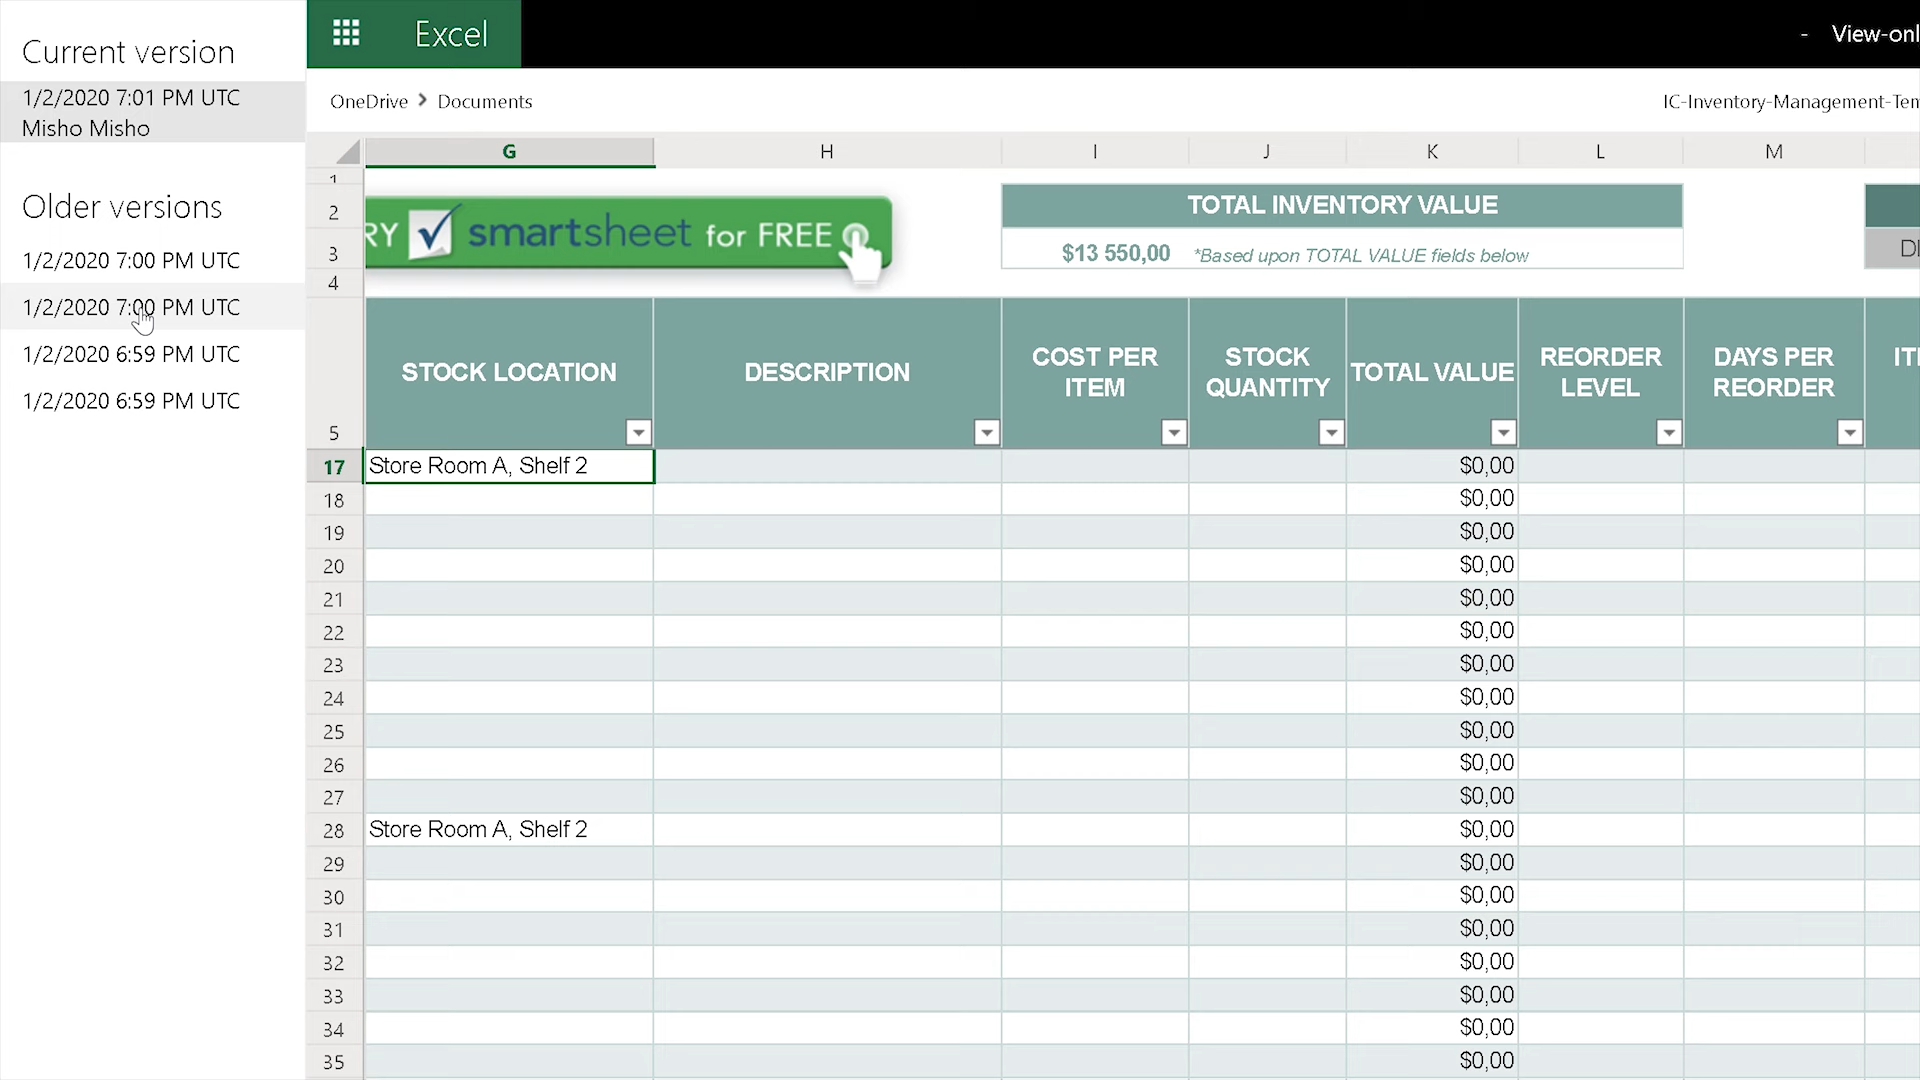 Current version
1/2/2020 7:01 PM UTC
Misho Misho
Older versions
1/2/2020 7:00 PM UTC
1/2/2020 7:00 PM UTC
1/2/2020 6:59 PM UTC
1/2/2020 6:59 PM UTC
Excel
- View-onl
OneDrive > Documents
IC-Inventory-Management-Tem
G H I J K L M
1
2 TOTAL INVENTORY VALUE
RY smartsheet for FREE
3 $13 550,00 *Based upon TOTAL VALUE fields below DI
4
5 STOCK LOCATION DESCRIPTION COST PER ITEM STOCK QUANTITY TOTAL VALUE REORDER LEVEL DAYS PER REORDER ITE
17 Store Room A, Shelf 2 $0,00
18 $0,00
19 $0,00
20 $0,00
21 $0,00
22 $0,00
23 $0,00
24 $0,00
25 $0,00
26 $0,00
27 $0,00
28 Store Room A, Shelf 2 $0,00
29 $0,00
30 $0,00
31 $0,00
32 $0,00
33 $0,00
34 $0,00
35 $0,00